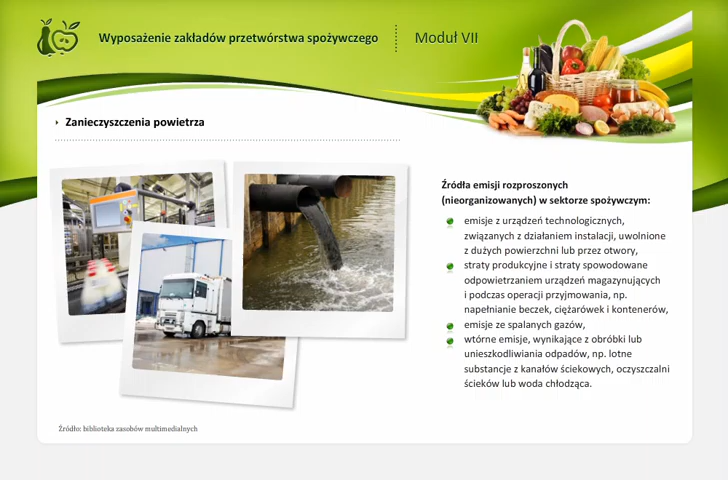 Wyposażenie zakładów przetwórstwa spożywczego
Moduł VII
Zanieczyszczenia powietrza
Źródła emisji rozproszonych
(nieorganizowanych) w sektorze spożywczym:
emisje z urządzeń technologicznych,
związanych z działaniem instalacji, uwolnione
z dużych powierzchni lub przez otwory,
straty produkcyjne i straty spowodowane
odpowietrzaniem urządzeń magazynujących
i podczas operacji przyjmowania, np.
napełnianie beczek, ciężarówek i kontenerów,
emisje ze spalanych gazów,
wtórne emisje, wynikające z obróbki lub
unieszkodliwiania odpadów, np. lotne
substancje z kanałów ściekowych, oczyszczalni
ścieków lub woda chłodząca.
Źródło: biblioteka zasobów multimedialnych